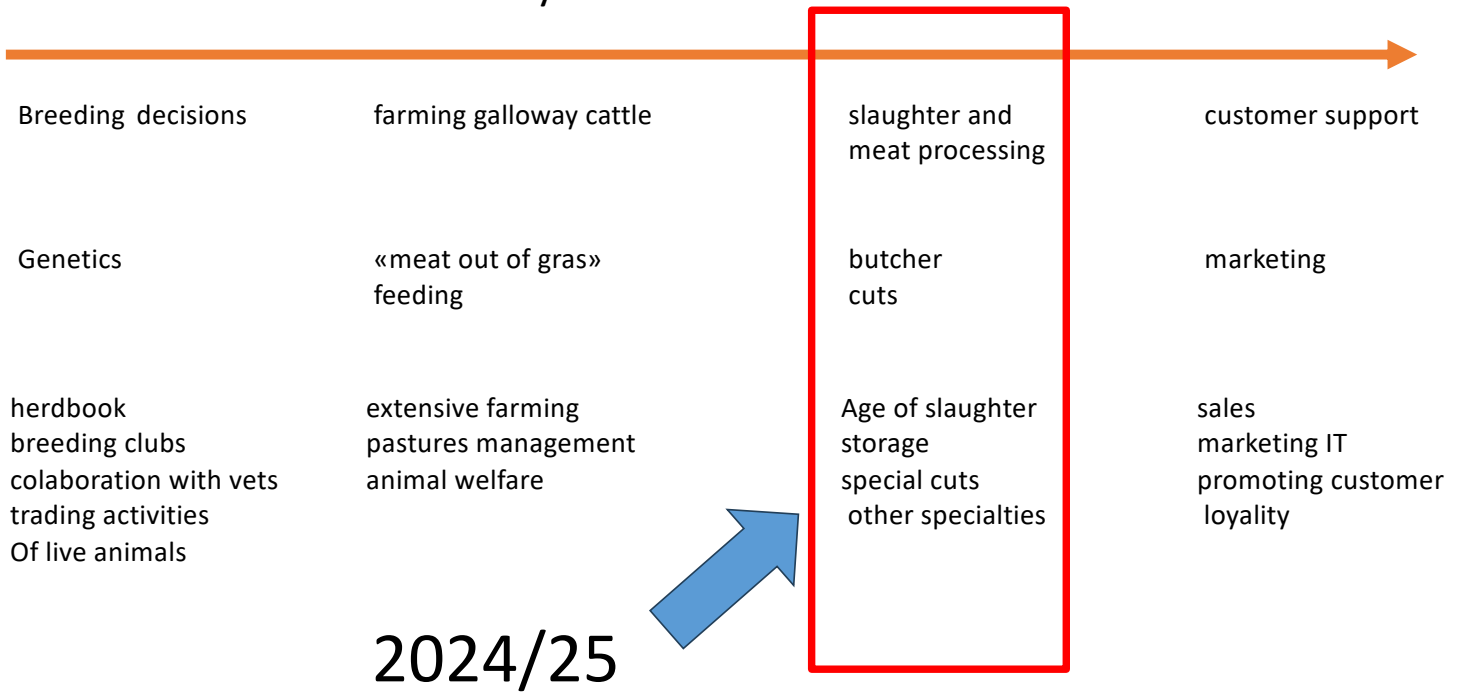 Breeding decisions
farming galloway cattle
slaughter and
meat processing
customer support
Genetics
«meat out of gras»
feeding
butcher
cuts
marketing
herdbook
breeding clubs
colaboration with vets
trading activities
Of live animals
extensive farming
pastures management
animal welfare
Age of slaughter
storage
special cuts
other specialties
sales
marketing IT
promoting customer
loyality
2024/25